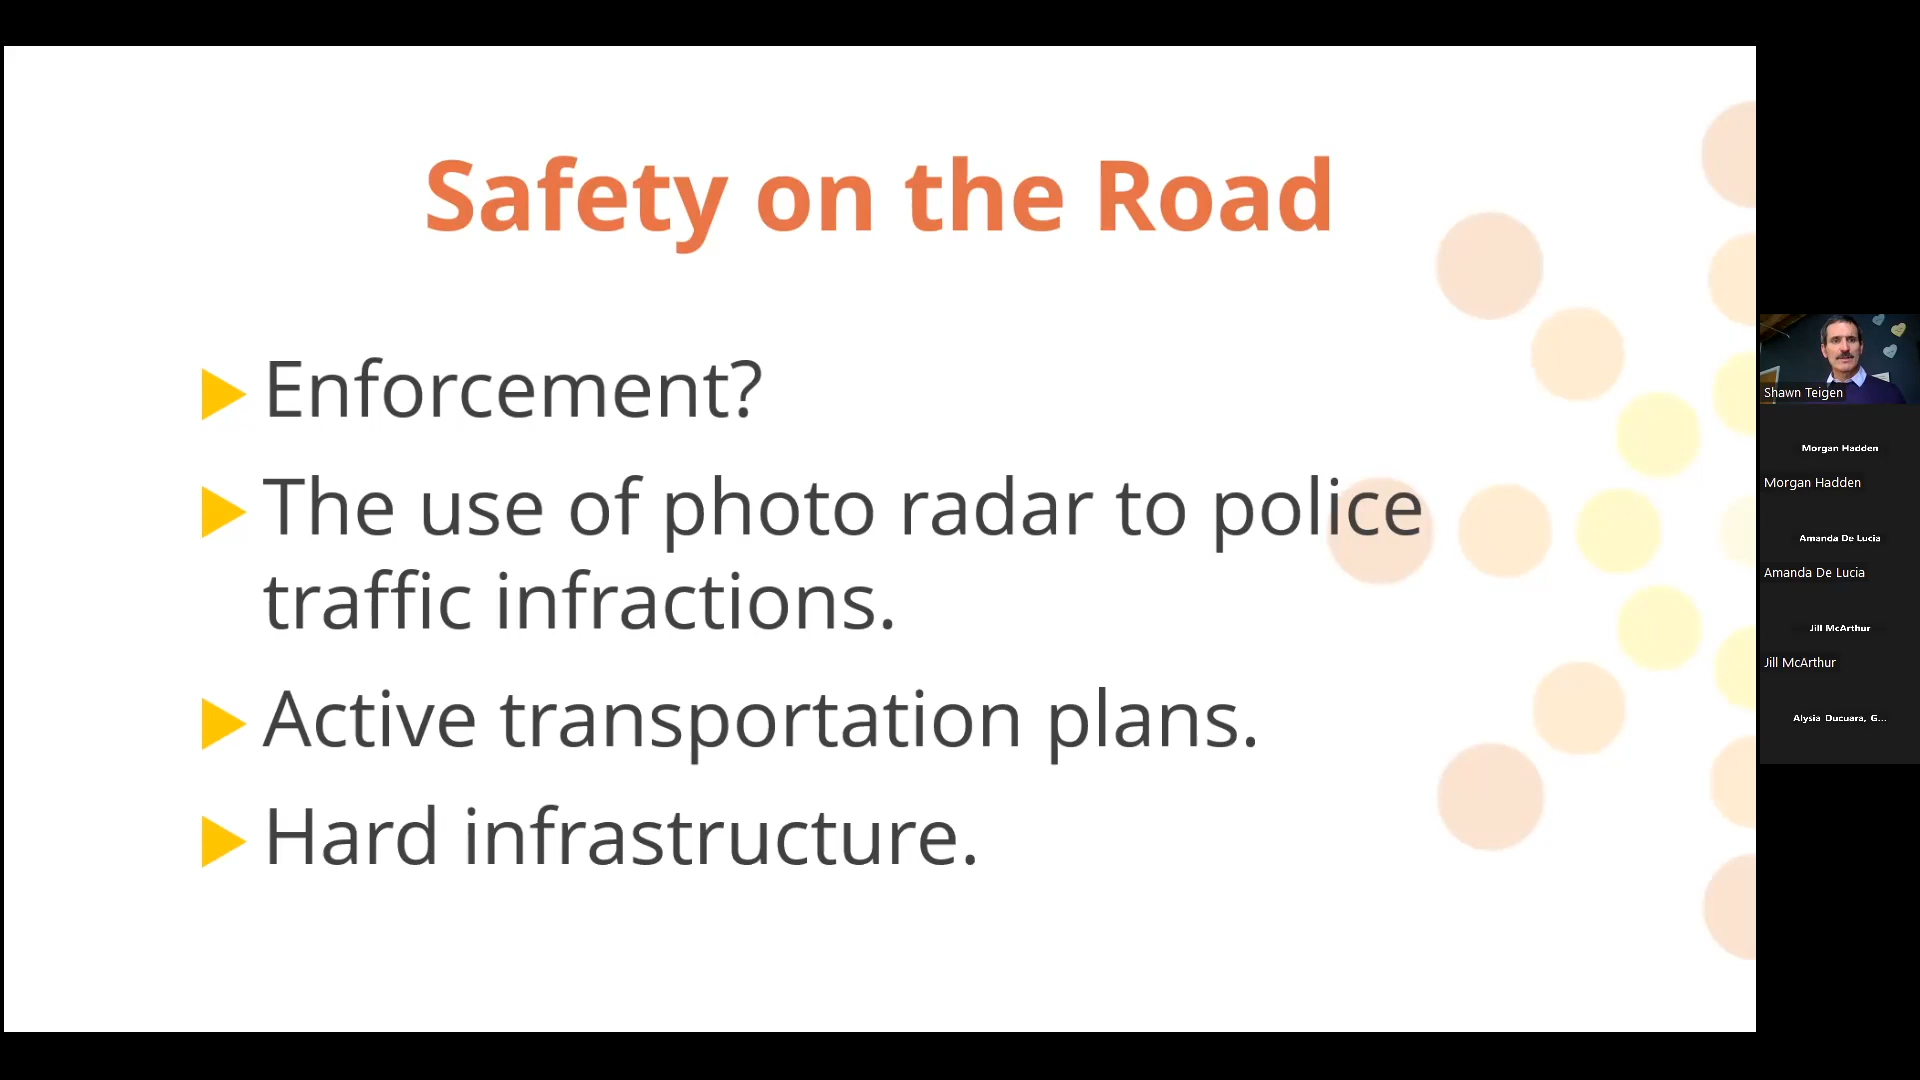 Safety on the Road
Enforcement?
The use of photo radar to police
traffic infractions.
Active transportation plans.
Hard infrastructure.
Shawn Teigen
Morgan Hadden
Morgan Hadden
Amanda De Lucia
Amanda De Lucia
Jill McArthur
Jill McArthur
Alysia Ducuara, G...